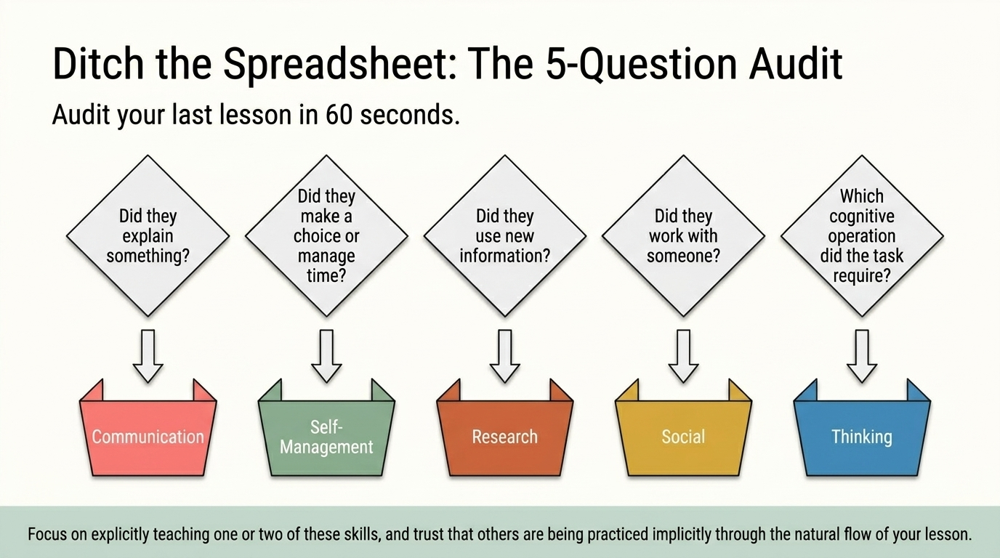 Ditch the Spreadsheet: The 5-Question Audit
Audit your last lesson in 60 seconds.
Did they
explain
something?
Did they
make a
choice or
manage
time?
Did they
use new
information?
Did they
work with
someone?
Which
cognitive
operation
did the task
require?
Communication
Self-
Management
Research
Social
Thinking
Focus on explicitly teaching one or two of these skills, and trust that others are being practiced implicitly through the natural flow of your lesson.